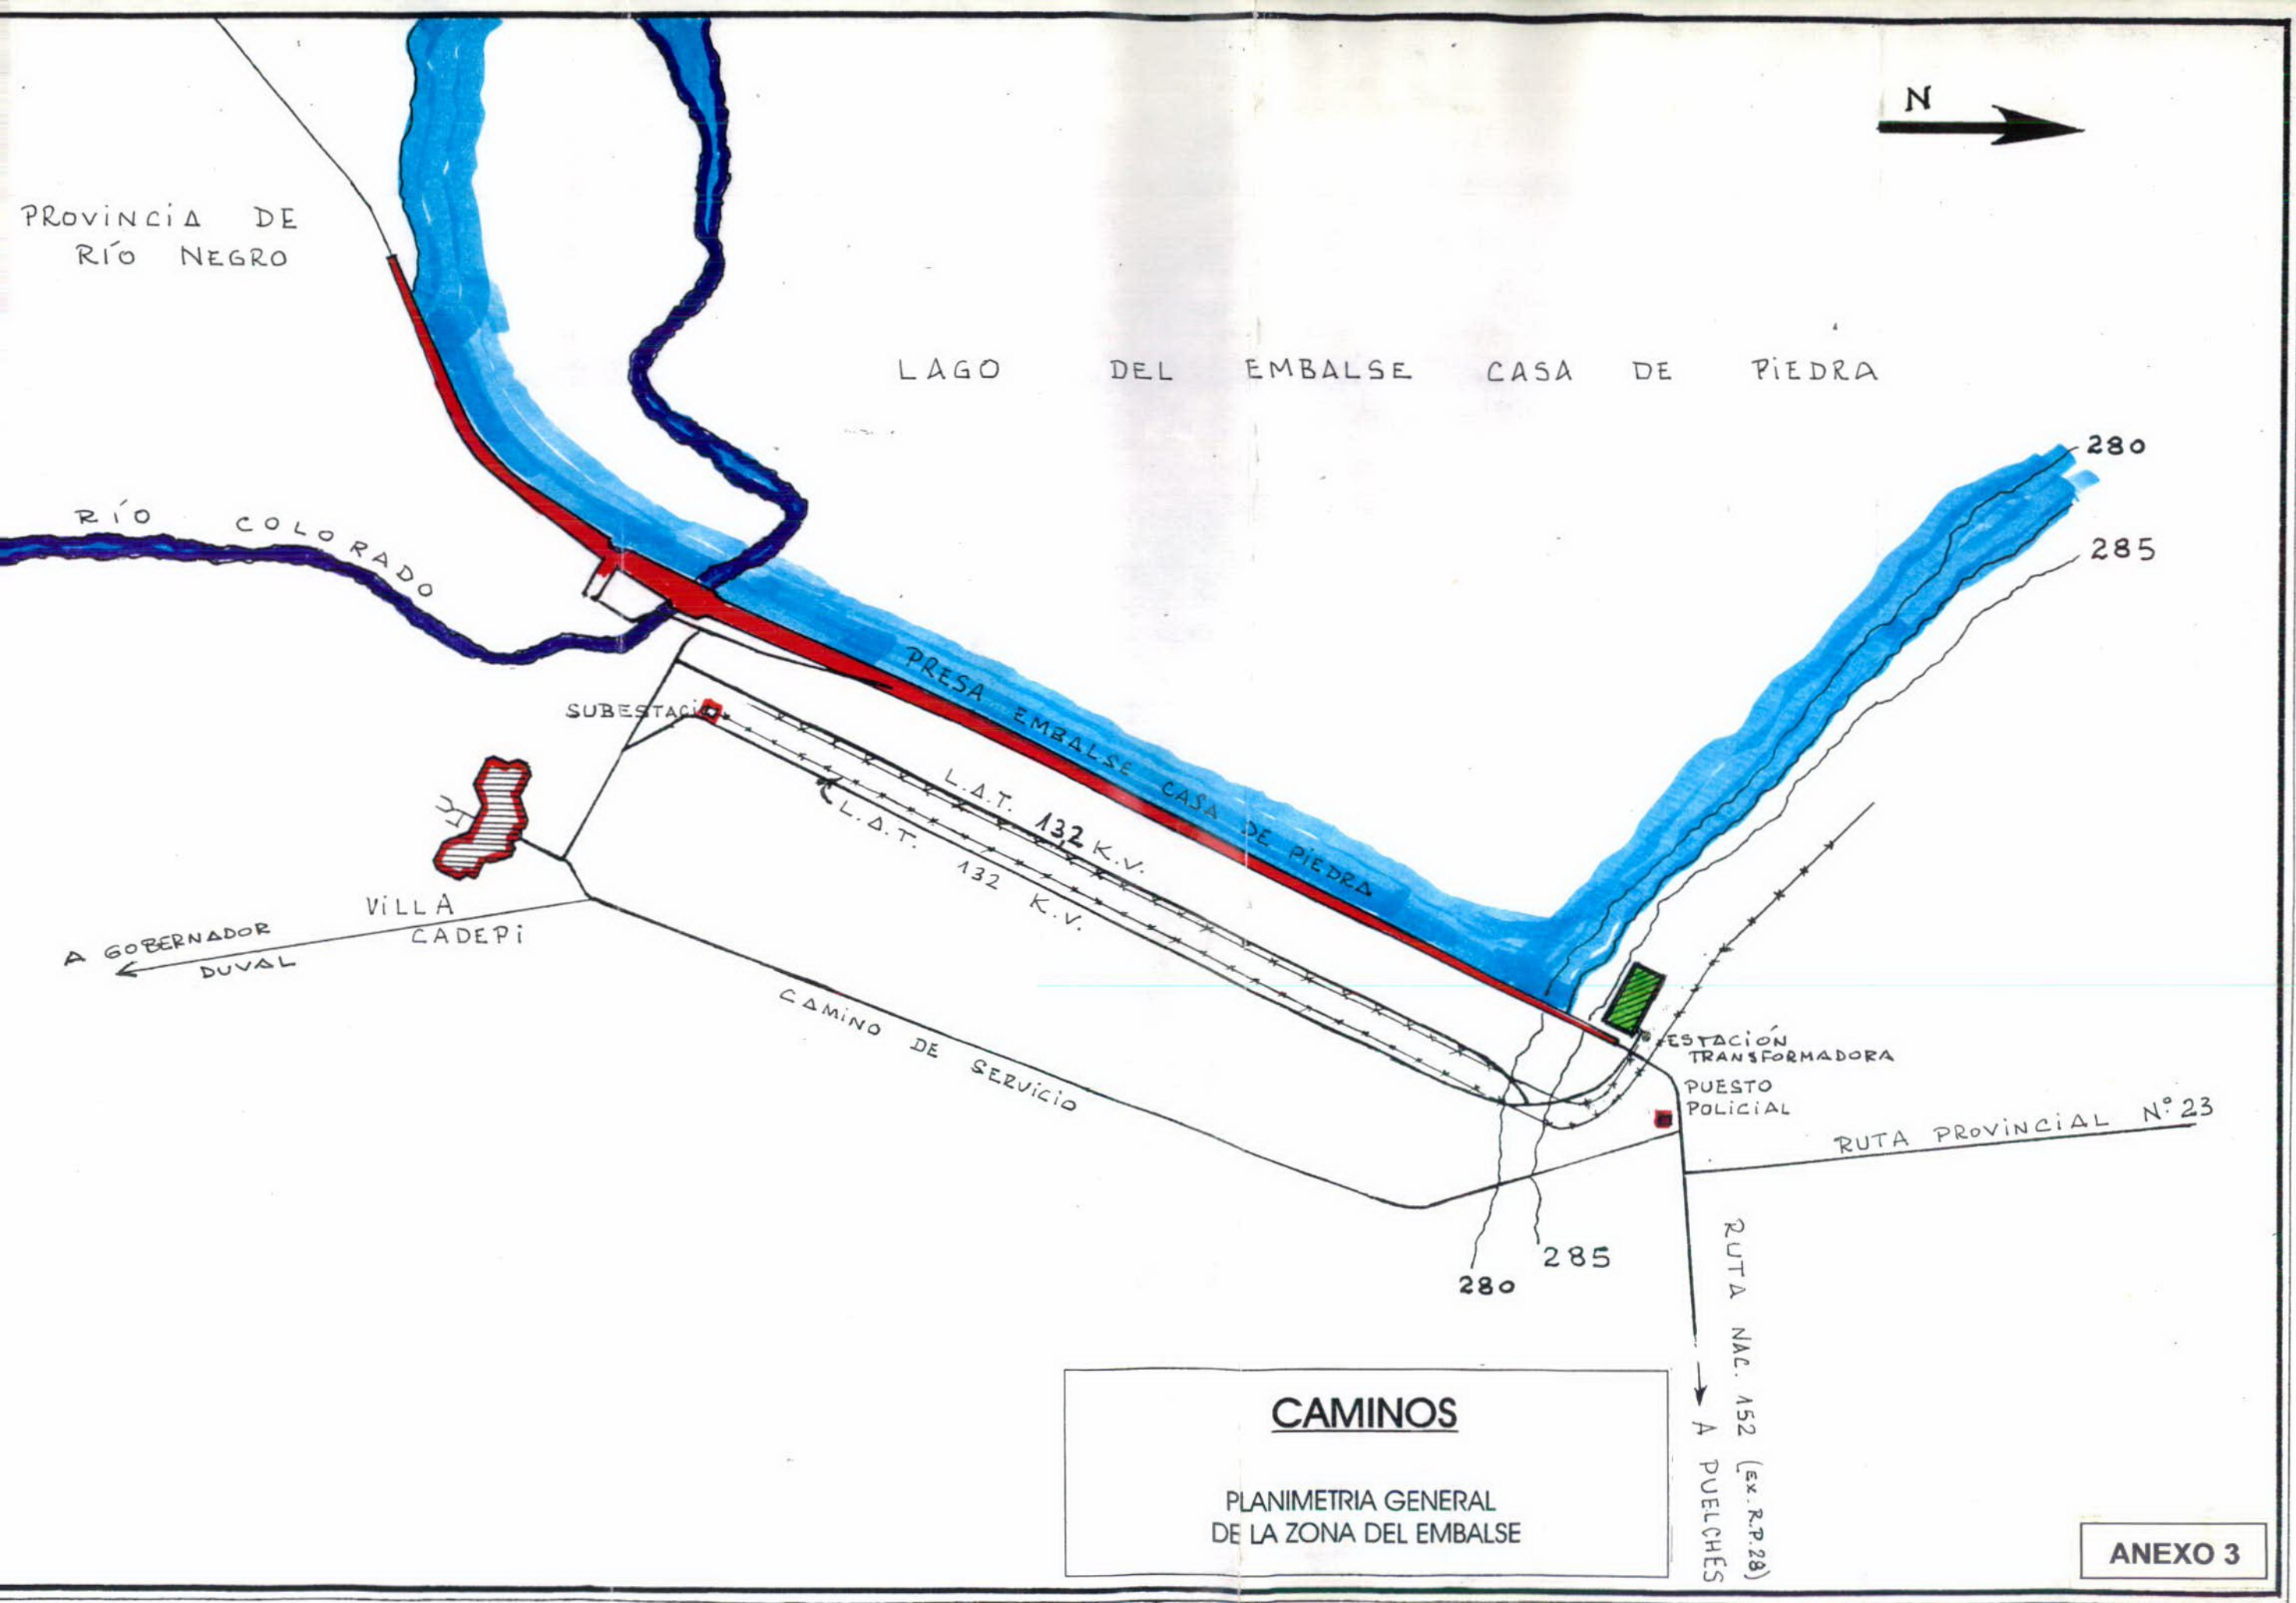 N
PROVINCIA DE
RÍO NEGRO
LAGO DEL EMBALSE CASA DE PIEDRA
280
285
RÍO COLORADO
PRESA EMBALSE CASA DE PIEDRA
SUBESTACIÓ
L.A.T. 132 K.V.
L.A.T. 132 K.V.
VILLA
CADEPI
A GOBERNADOR
DUVAL
CAMINO DE SERVICIO
ESTACIÓN
TRANSFORMADORA
PUESTO
POLICIAL
RUTA PROVINCIAL N° 23
285
280
RUTA NAC. 152 (EX. R.P. 28)
A PUELCHES
CAMINOS
PLANIMETRIA GENERAL
DE LA ZONA DEL EMBALSE
ANEXO 3